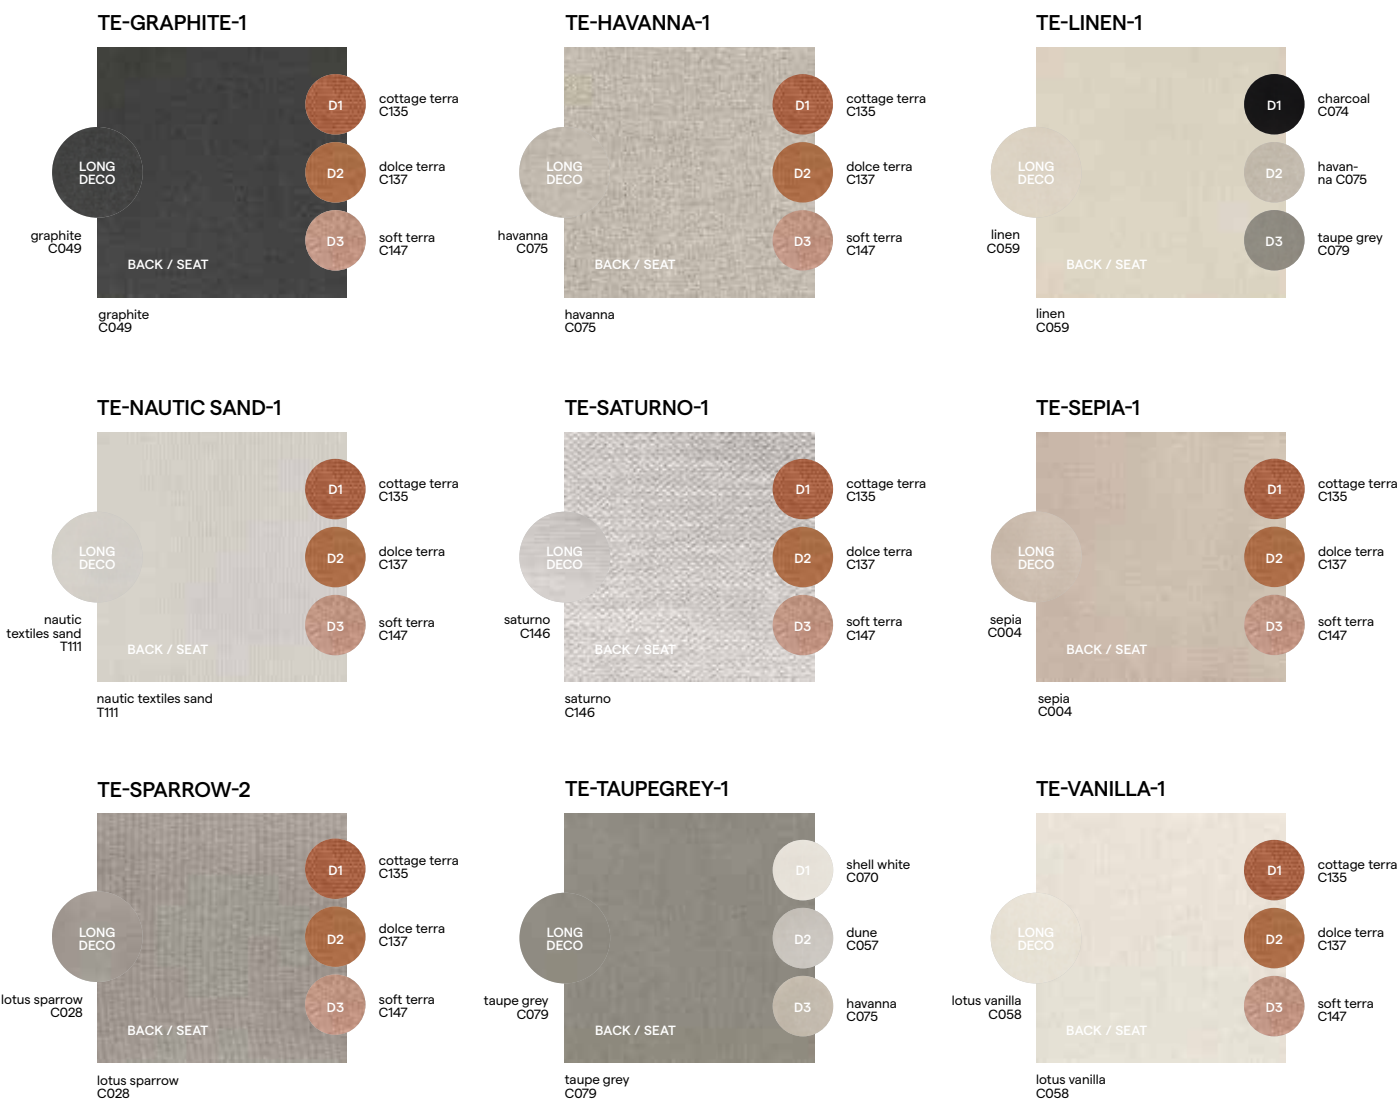 TE-GRAPHITE-1
D1
cottage terra
C135
LONG
DECO
D2
dolce terra
C137
graphite
C049
D3
soft terra
C147
BACK / SEAT
graphite
C049
TE-HAVANNA-1
D1
cottage terra
C135
LONG
DECO
D2
dolce terra
C137
havanna
C075
D3
soft terra
C147
BACK / SEAT
havanna
C075
TE-LINEN-1
D1
charcoal
C074
LONG
DECO
D2
havan-
na C075
linen
C059
D3
taupe grey
C079
BACK / SEAT
linen
C059
TE-NAUTIC SAND-1
D1
cottage terra
C135
LONG
DECO
D2
dolce terra
C137
nautic
textiles sand
T111
D3
soft terra
C147
BACK / SEAT
nautic textiles sand
T111
TE-SATURNO-1
D1
cottage terra
C135
LONG
DECO
D2
dolce terra
C137
saturno
C146
D3
soft terra
C147
BACK / SEAT
saturno
C146
TE-SEPIA-1
D1
cottage terra
C135
LONG
DECO
D2
dolce terra
C137
sepia
C004
D3
soft terra
C147
BACK / SEAT
sepia
C004
TE-SPARROW-2
D1
cottage terra
C135
LONG
DECO
D2
dolce terra
C137
lotus sparrow
C028
D3
soft terra
C147
BACK / SEAT
lotus sparrow
C028
TE-TAUPEGREY-1
D1
shell white
C070
LONG
DECO
D2
dune
C057
taupe grey
C079
D3
havanna
C075
BACK / SEAT
taupe grey
C079
TE-VANILLA-1
D1
cottage terra
C135
LONG
DECO
D2
dolce terra
C137
lotus vanilla
C058
D3
soft terra
C147
BACK / SEAT
lotus vanilla
C058